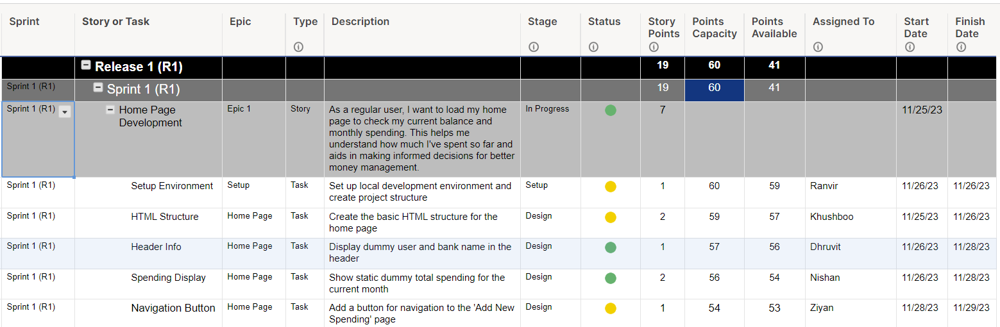 Sprint Story or Task Epic Type Description Stage Status Story Points Points Capacity Points Available Assigned To Start Date Finish Date
Release 1 (R1) 19 60 41
Sprint 1 (R1) Sprint 1 (R1) 19 60 41
Sprint 1 (R1) Home Page Epic 1 Story As a regular user, I want to load my home In Progress 7 11/25/23
Development page to check my current balance and
monthly spending. This helps me
understand how much I've spent so far and
aids in making informed decisions for better
money management.
Sprint 1 (R1) Setup Environment Setup Task Set up local development environment and Setup 1 60 59 Ranvir 11/26/23 11/26/23
create project structure
Sprint 1 (R1) HTML Structure Home Page Task Create the basic HTML structure for the Design 2 59 57 Khushboo 11/25/23 11/26/23
home page
Sprint 1 (R1) Header Info Home Page Task Display dummy user and bank name in the Design 1 57 56 Dhruvit 11/26/23 11/28/23
header
Sprint 1 (R1) Spending Display Home Page Task Show static dummy total spending for the Design 2 56 54 Nishan 11/26/23 11/28/23
current month
Sprint 1 (R1) Navigation Button Home Page Task Add a button for navigation to the 'Add New Design 1 54 53 Ziyan 11/28/23 11/29/23
Spending' page